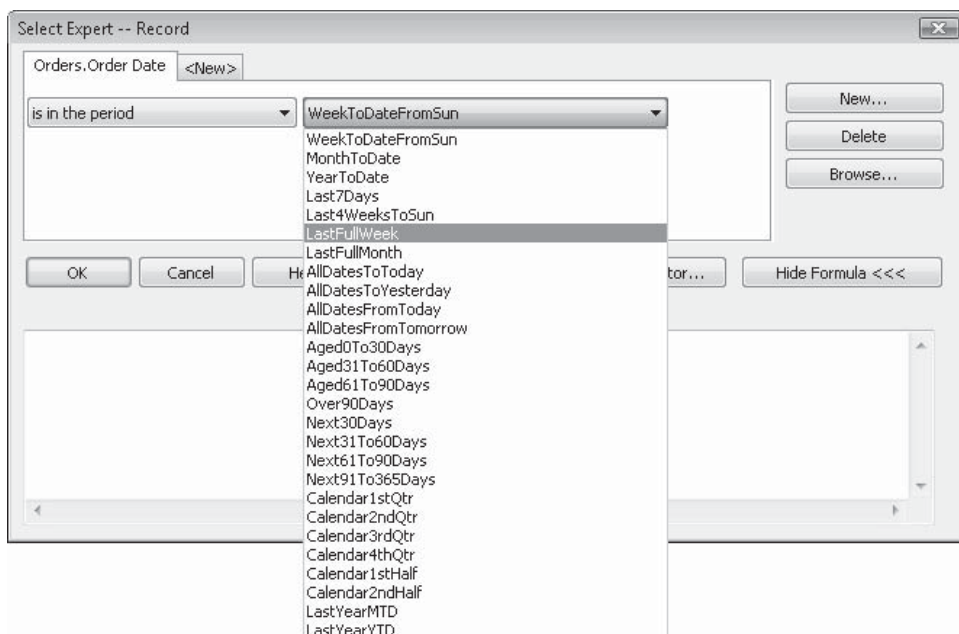 Select Expert -- Record
Orders.Order Date <New>
is in the period WeekToDateFromSun
New...
Delete
Browse...
WeekToDateFromSun
MonthToDate
YearToDate
Last7Days
Last4WeeksToSun
LastFullWeek
LastFullMonth
OK Cancel Hide Formula <<<
AllDatesToToday
AllDatesToYesterday
AllDatesFromToday
AllDatesFromTomorrow
Aged0To30Days
Aged31To60Days
Aged61To90Days
Over90Days
Next30Days
Next31To60Days
Next61To90Days
Next91To365Days
Calendar1stQtr
Calendar2ndQtr
Calendar3rdQtr
Calendar4thQtr
Calendar1stHalf
Calendar2ndHalf
LastYearMTD
LastYearYTD